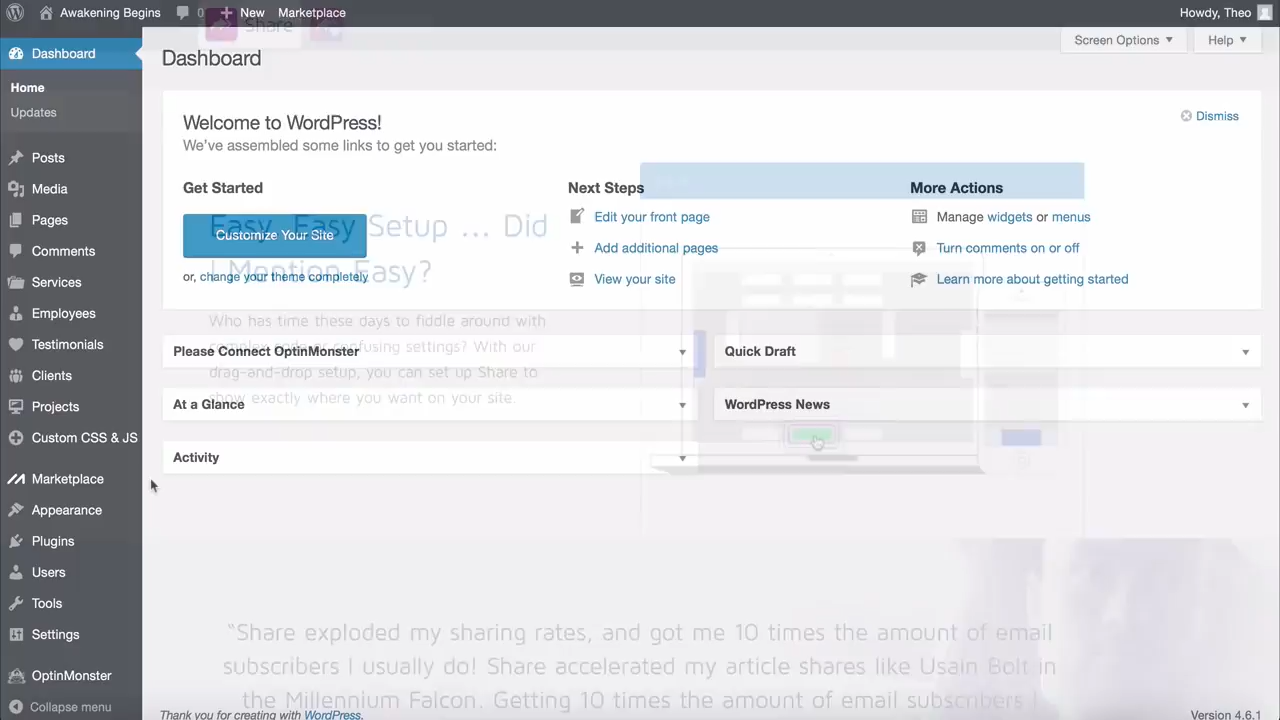 Awakening Begins
0
New
Marketplace
Howdy, Theo
Share
Dashboard
Home
Updates
Posts
Media
Pages
Comments
Services
Employees
Testimonials
Clients
Projects
Custom CSS & JS
Marketplace
Appearance
Plugins
Users
Tools
Settings
OptinMonster
Collapse menu
Screen Options
Help
Dashboard
Welcome to WordPress!
Dismiss
We've assembled some links to get you started:
Get Started
Customize Your Site
or, change your theme completely
Next Steps
Edit your front page
Add additional pages
View your site
More Actions
Manage widgets or menus
Turn comments on or off
Learn more about getting started
Easy, Easy Setup ... Did
I Mention Easy?
Who has time these days to fiddle around with
complex code or confusing settings? With our
drag-and-drop setup, you can set up Share to
show exactly where you want on your site.
Please Connect OptinMonster
Quick Draft
At a Glance
WordPress News
Activity
“Share exploded my sharing rates, and got me 10 times the amount of email
subscribers I usually do! Share accelerated my article shares like Usain Bolt in
the Millennium Falcon. Getting 10 times the amount of email subscribers
Thank you for creating with WordPress.
Version 4.6.1